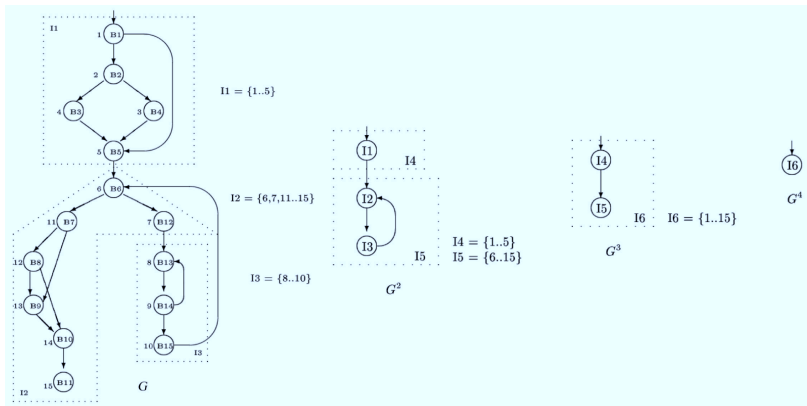 I1
1 B1
2 B2
4 B3 3 B4
I1 = {1..5}
5 B5
6 B6
11 B7 7 B12
I2 = {6,7,11..15}
12 B8 8 B13
I3 = {8..10}
13 B9 9 B14
14 B10 10 B15
I3
15 B11
I2
G
I1
I4
I2
I3
I5
I4 = {1..5}
I5 = {6..15}
G2
I4
I5
I6
I6 = {1..15}
G3
I6
G4